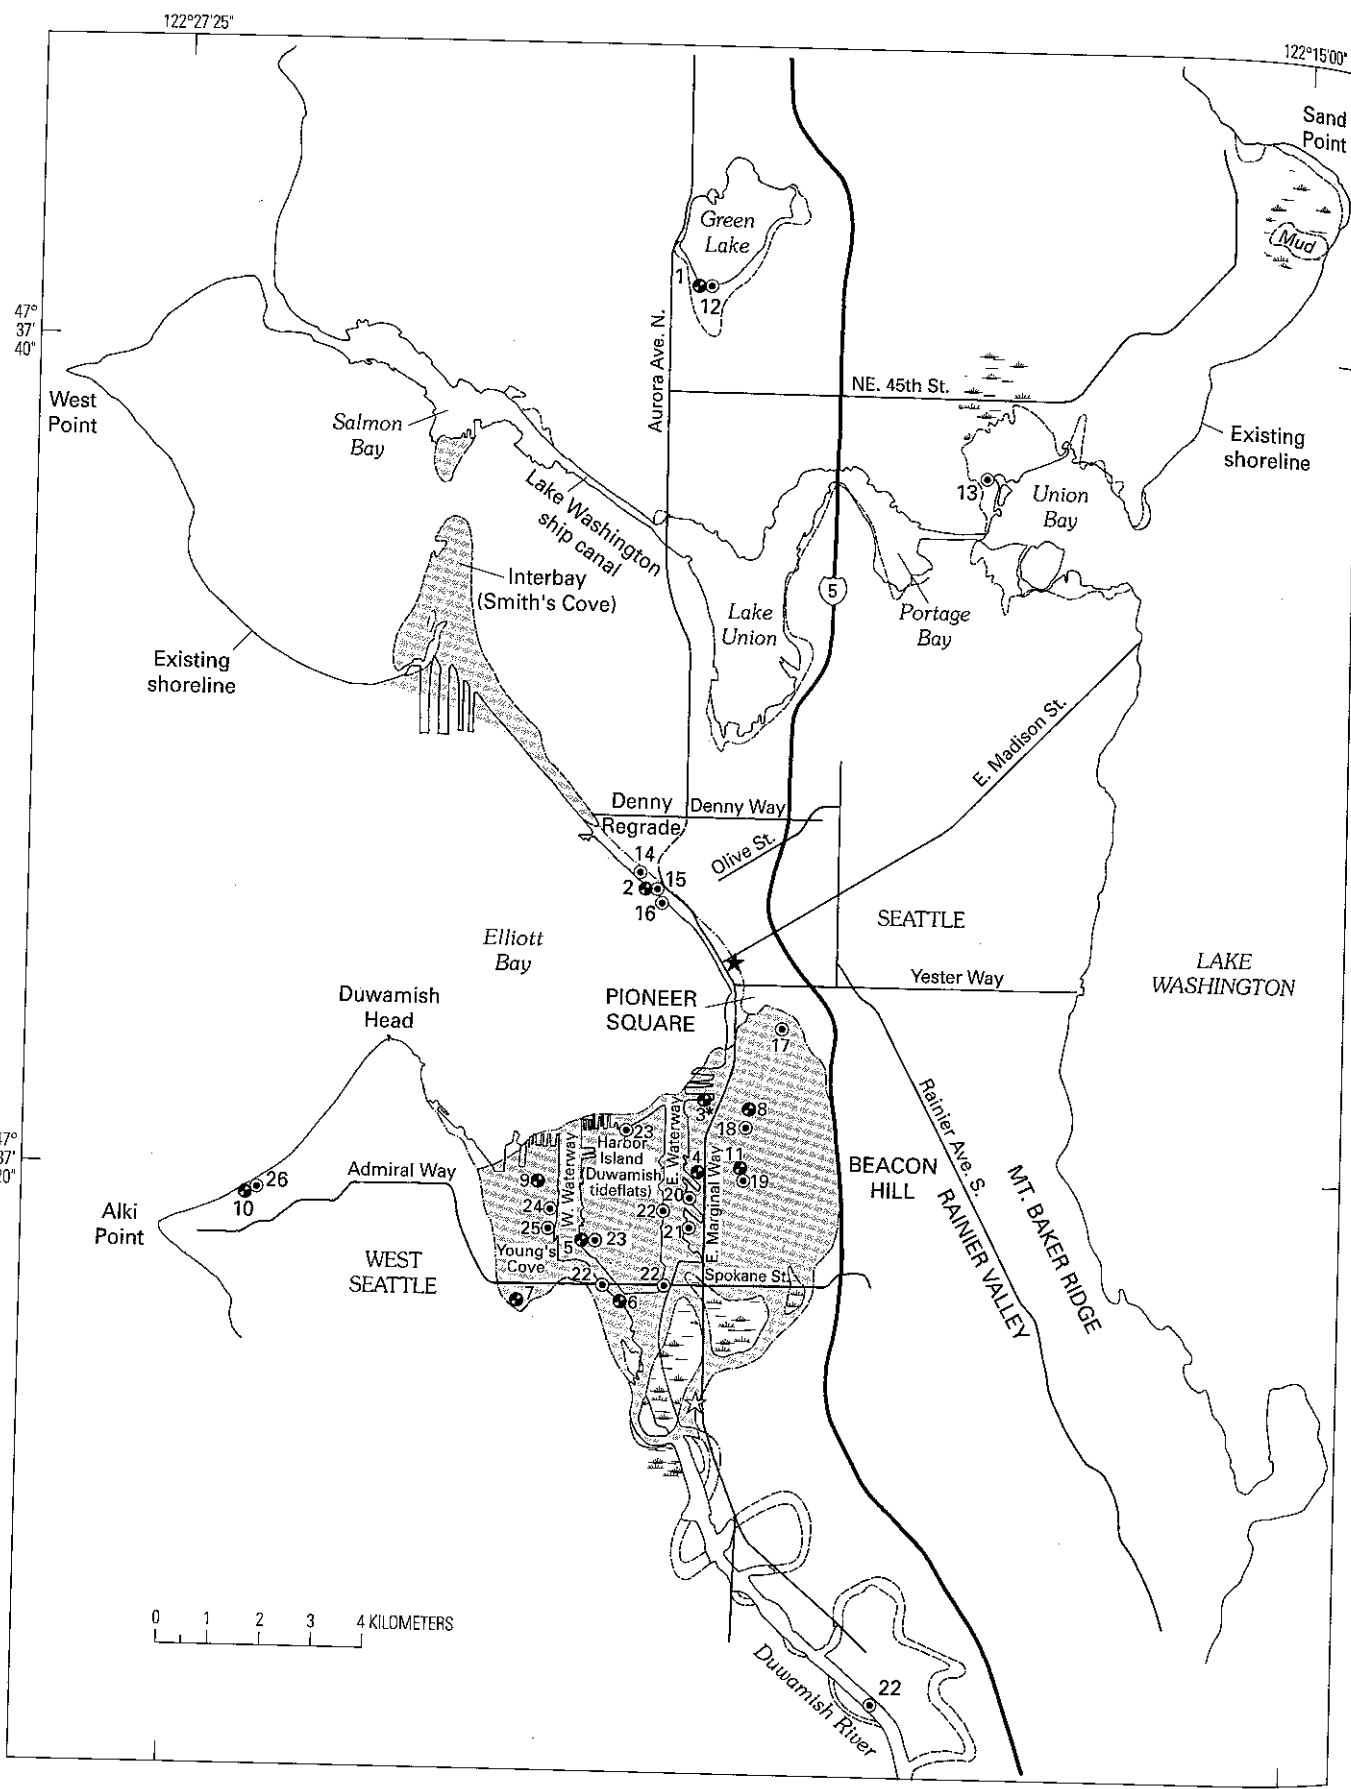 122°27'25"
122°15'00"
Sand
Point
Mud
Green
Lake
1
12
47°
37'
40"
Aurora Ave. N.
NE. 45th St.
West
Point
Salmon
Bay
Existing
shoreline
Lake Washington
ship canal
13
Union
Bay
Interbay
(Smith's Cove)
5
Lake
Union
Portage
Bay
Existing
shoreline
E. Madison St.
Denny
Regrade
Denny Way
Olive St.
14
2
15
16
SEATTLE
Elliott
Bay
LAKE
WASHINGTON
Yester Way
Duwamish
Head
PIONEER
SQUARE
17
Rainier Ave. S.
3*
8
18
23
Harbor
Island
(Duwamish
tideflats)
E. Waterway
W. Waterway
E. Marginal Way
4
11
19
BEACON
HILL
47°
37'
20"
Admiral Way
26
10
9
24
25
20
22
21
Alki
Point
MT. BAKER RIDGE
RAINIER VALLEY
WEST
SEATTLE
Young's
Cove
5
23
22
22
Spokane St.
7
6
0 1 2 3 4 KILOMETERS
Duwamish River
22